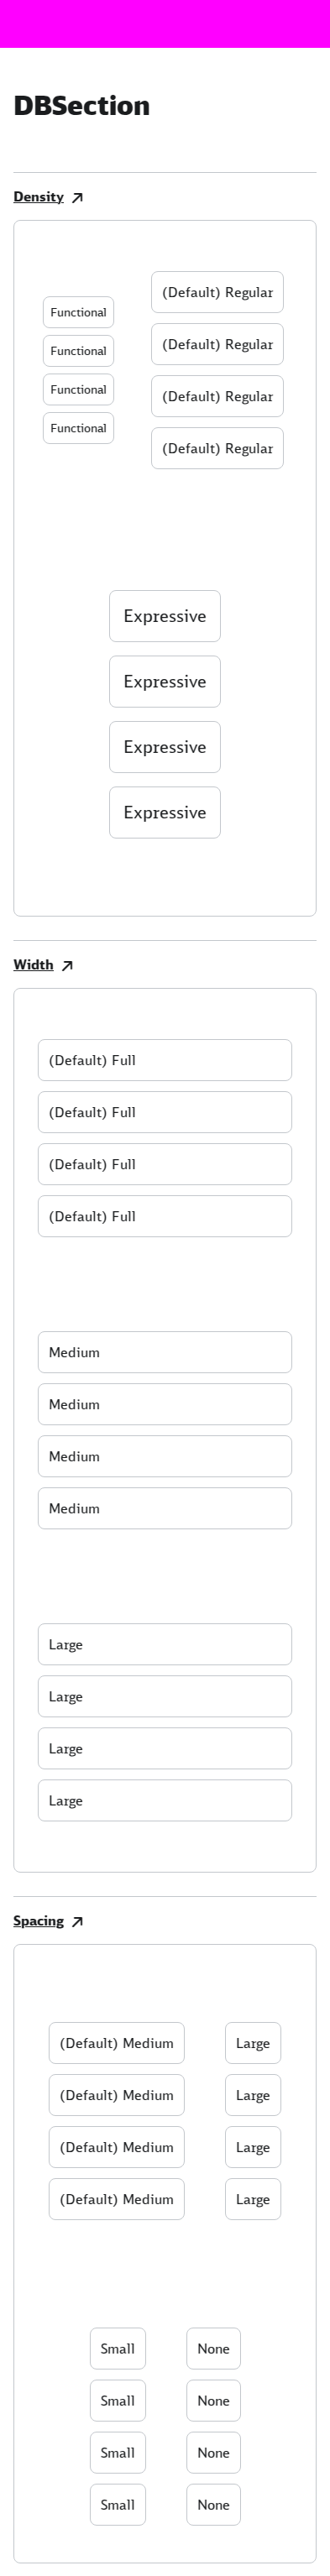 DBSection
Density
Functional
Functional
Functional
Functional
(Default) Regular
(Default) Regular
(Default) Regular
(Default) Regular
Expressive
Expressive
Expressive
Expressive
Width
(Default) Full
(Default) Full
(Default) Full
(Default) Full
Medium
Medium
Medium
Medium
Large
Large
Large
Large
Spacing
(Default) Medium
(Default) Medium
(Default) Medium
(Default) Medium
Large
Large
Large
Large
Small
Small
Small
Small
None
None
None
None